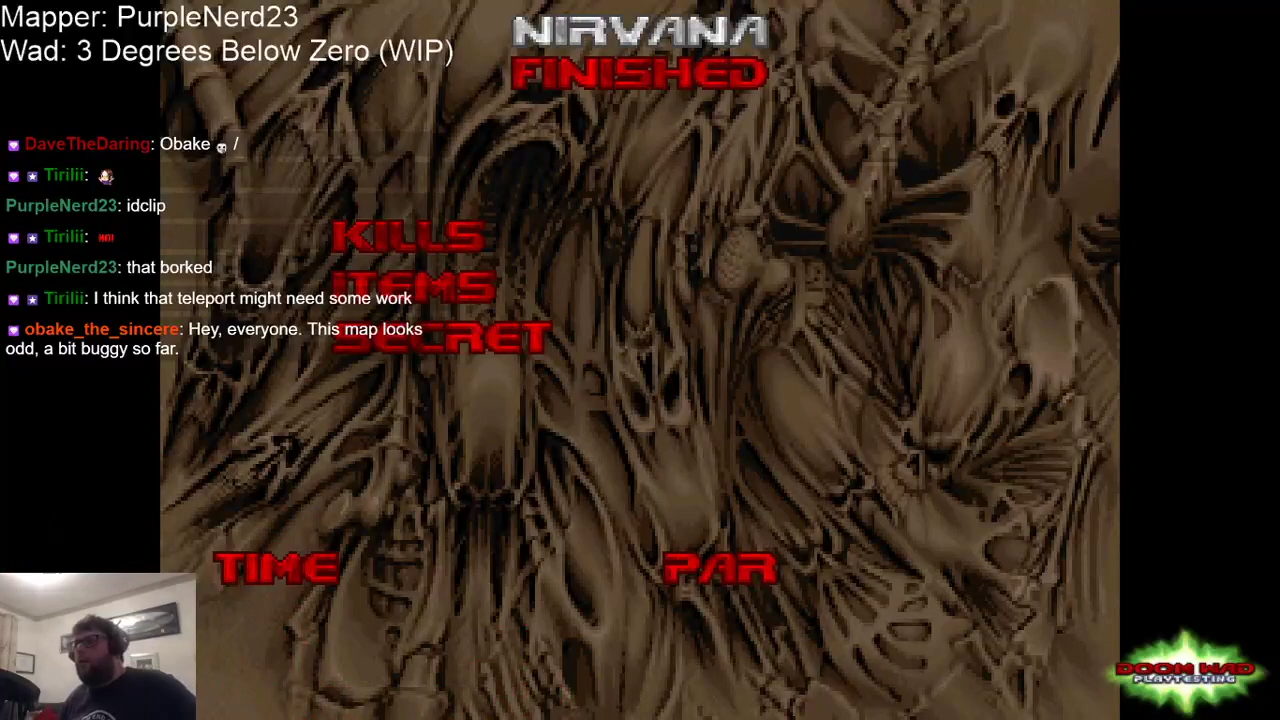 Mapper: PurpleNerd23
Wad: 3 Degrees Below Zero (WIP)
NIRVANA
FINISHED
DaveTheDaring: Obake /
Tirilii:
PurpleNerd23: idclip
Tirilii:
PurpleNerd23: that borked
Tirilii: I think that teleport might need some work
obake_the_sincere: Hey, everyone. This map looks
odd, a bit buggy so far.
KILLS
ITEMS
SECRET
TIME
PAR
DOOM WAD
PLAYTESTING